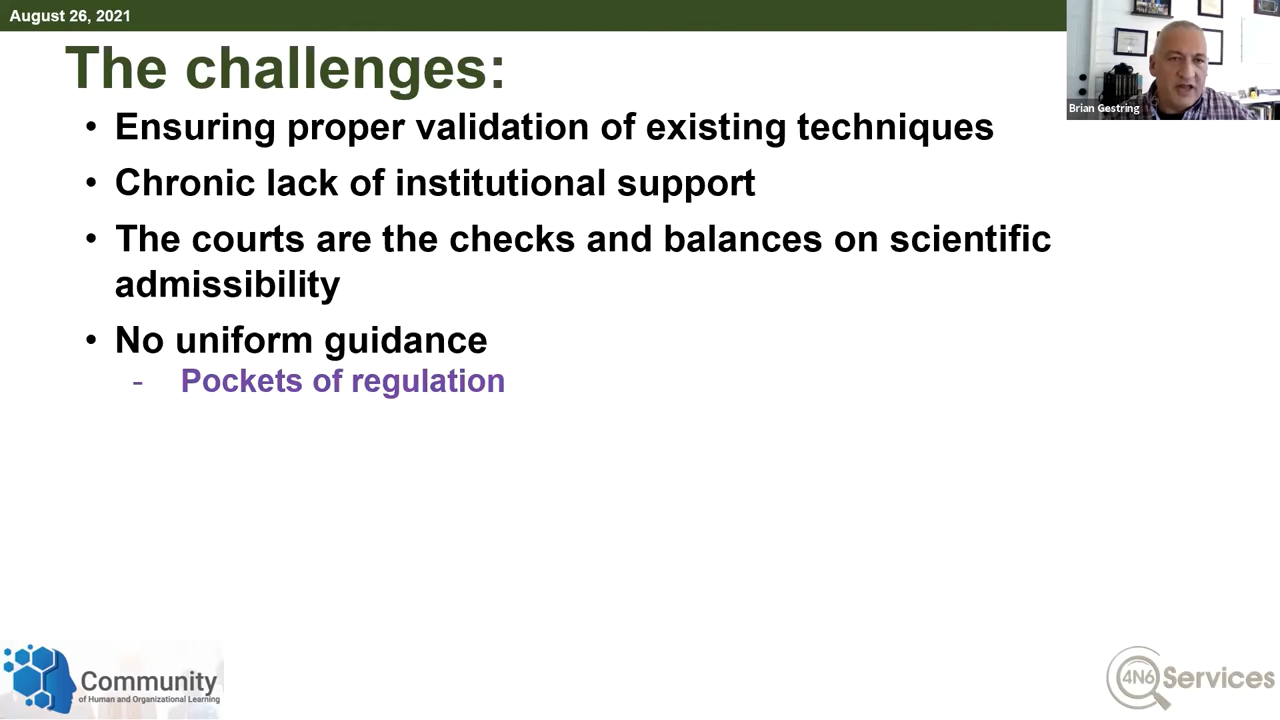 August 26, 2021
The challenges:
• Ensuring proper validation of existing techniques
• Chronic lack of institutional support
• The courts are the checks and balances on scientific
admissibility
• No uniform guidance
- Pockets of regulation
Brian Gestring
Community
of Human and Organizational Learning
4N6 Services